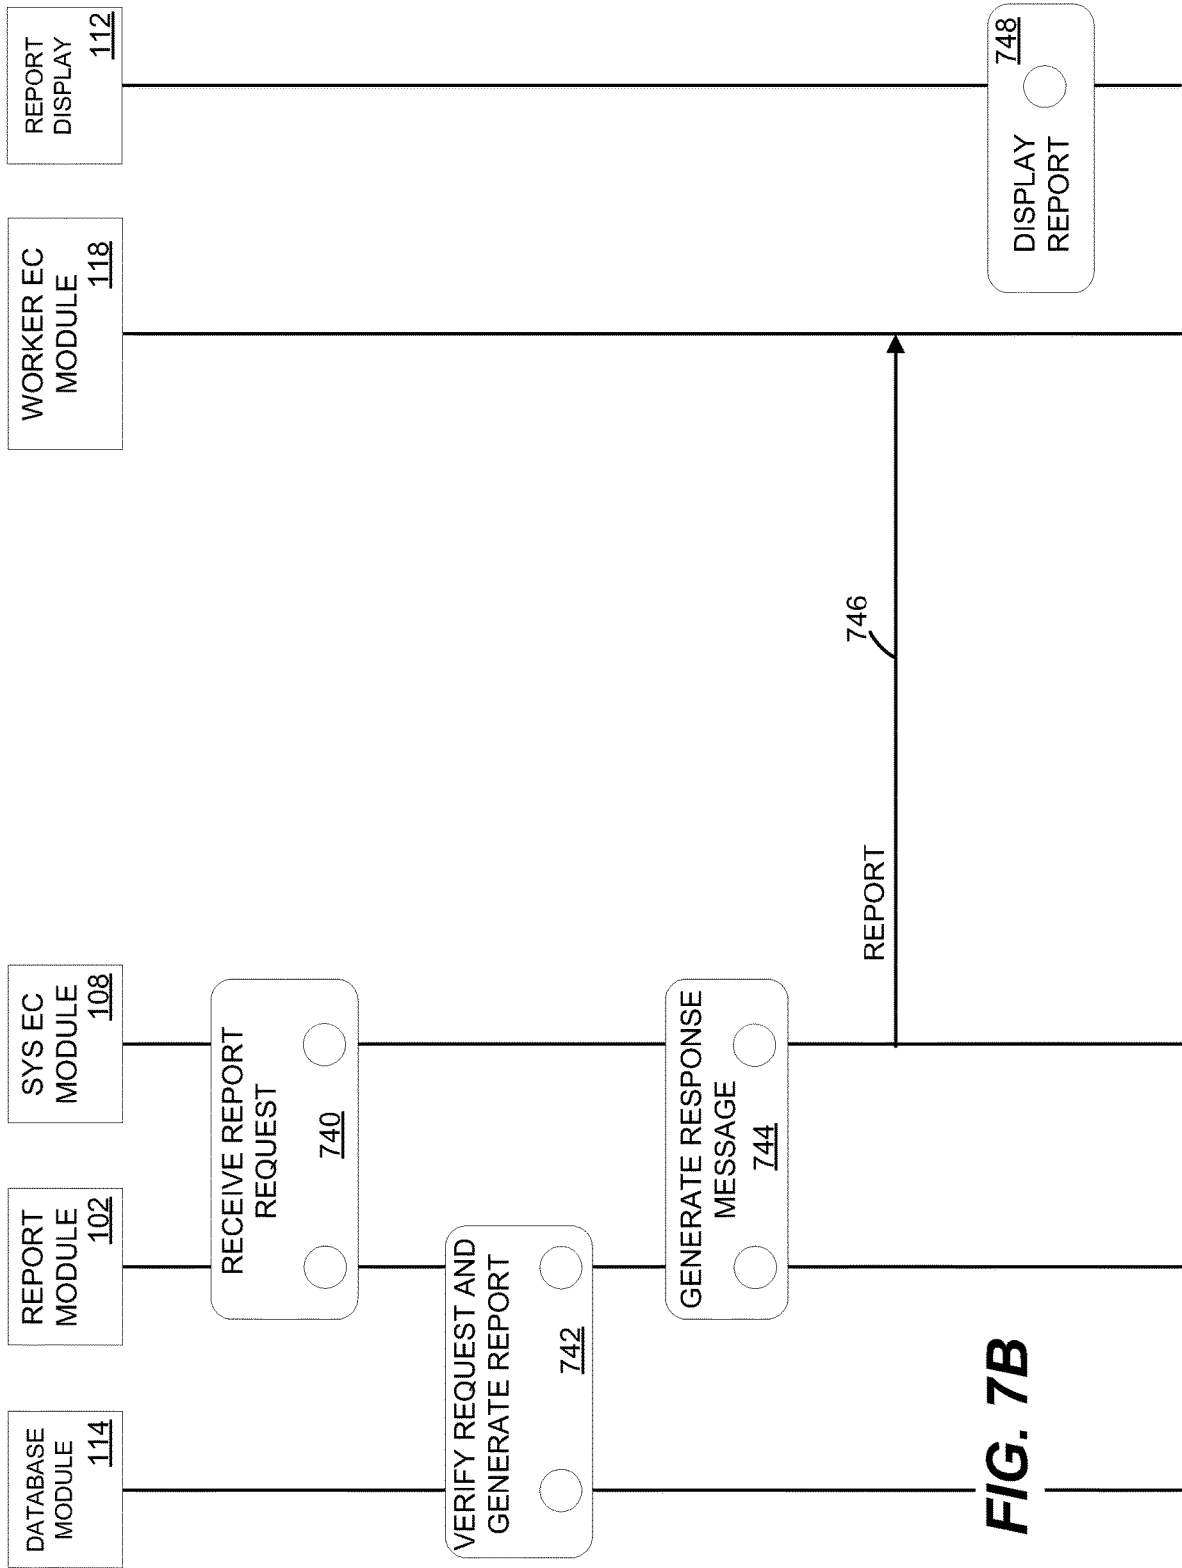 DATABASE
MODULE
114
REPORT
MODULE
102
SYS EC
MODULE
108
WORKER EC
MODULE
118
REPORT
DISPLAY
112
RECEIVE REPORT
REQUEST
740
VERIFY REQUEST AND
GENERATE REPORT
742
GENERATE RESPONSE
MESSAGE
744
REPORT
746
DISPLAY
REPORT
748
FIG. 7B